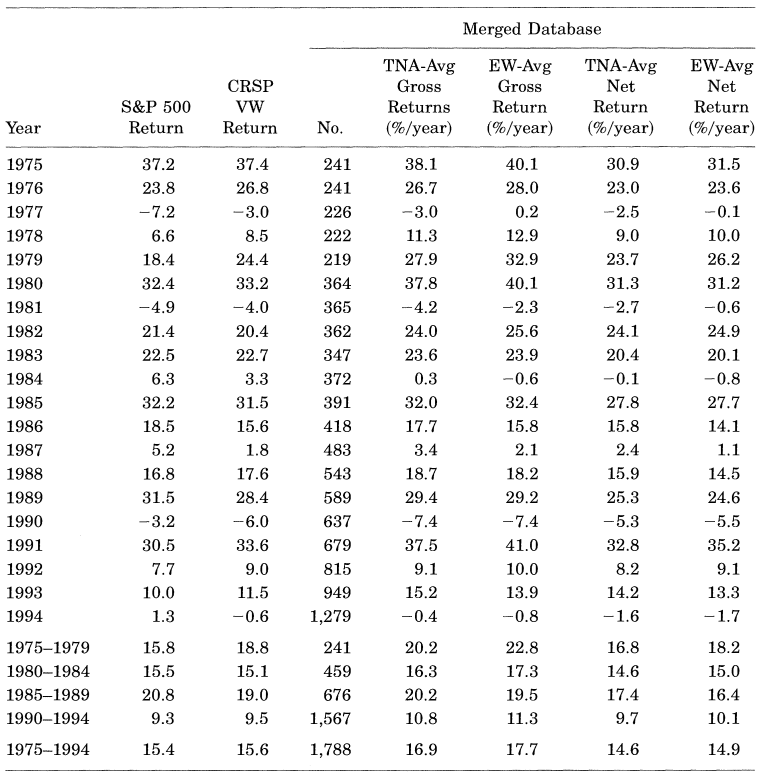 Merged Database
TNA-Avg EW-Avg TNA-Avg EW-Avg
CRSP Gross Gross Net Net
S&P 500 VW Returns Return Return Return
Year Return Return No. (%/year) (%/year) (%/year) (%/year)
1975 37.2 37.4 241 38.1 40.1 30.9 31.5
1976 23.8 26.8 241 26.7 28.0 23.0 23.6
1977 −7.2 −3.0 226 −3.0 0.2 −2.5 −0.1
1978 6.6 8.5 222 11.3 12.9 9.0 10.0
1979 18.4 24.4 219 27.9 32.9 23.7 26.2
1980 32.4 33.2 364 37.8 40.1 31.3 31.2
1981 −4.9 −4.0 365 −4.2 −2.3 −2.7 −0.6
1982 21.4 20.4 362 24.0 25.6 24.1 24.9
1983 22.5 22.7 347 23.6 23.9 20.4 20.1
1984 6.3 3.3 372 0.3 −0.6 −0.1 −0.8
1985 32.2 31.5 391 32.0 32.4 27.8 27.7
1986 18.5 15.6 418 17.7 15.8 15.8 14.1
1987 5.2 1.8 483 3.4 2.1 2.4 1.1
1988 16.8 17.6 543 18.7 18.2 15.9 14.5
1989 31.5 28.4 589 29.4 29.2 25.3 24.6
1990 −3.2 −6.0 637 −7.4 −7.4 −5.3 −5.5
1991 30.5 33.6 679 37.5 41.0 32.8 35.2
1992 7.7 9.0 815 9.1 10.0 8.2 9.1
1993 10.0 11.5 949 15.2 13.9 14.2 13.3
1994 1.3 −0.6 1,279 −0.4 −0.8 −1.6 −1.7
1975–1979 15.8 18.8 241 20.2 22.8 16.8 18.2
1980–1984 15.5 15.1 459 16.3 17.3 14.6 15.0
1985–1989 20.8 19.0 676 20.2 19.5 17.4 16.4
1990–1994 9.3 9.5 1,567 10.8 11.3 9.7 10.1
1975–1994 15.4 15.6 1,788 16.9 17.7 14.6 14.9